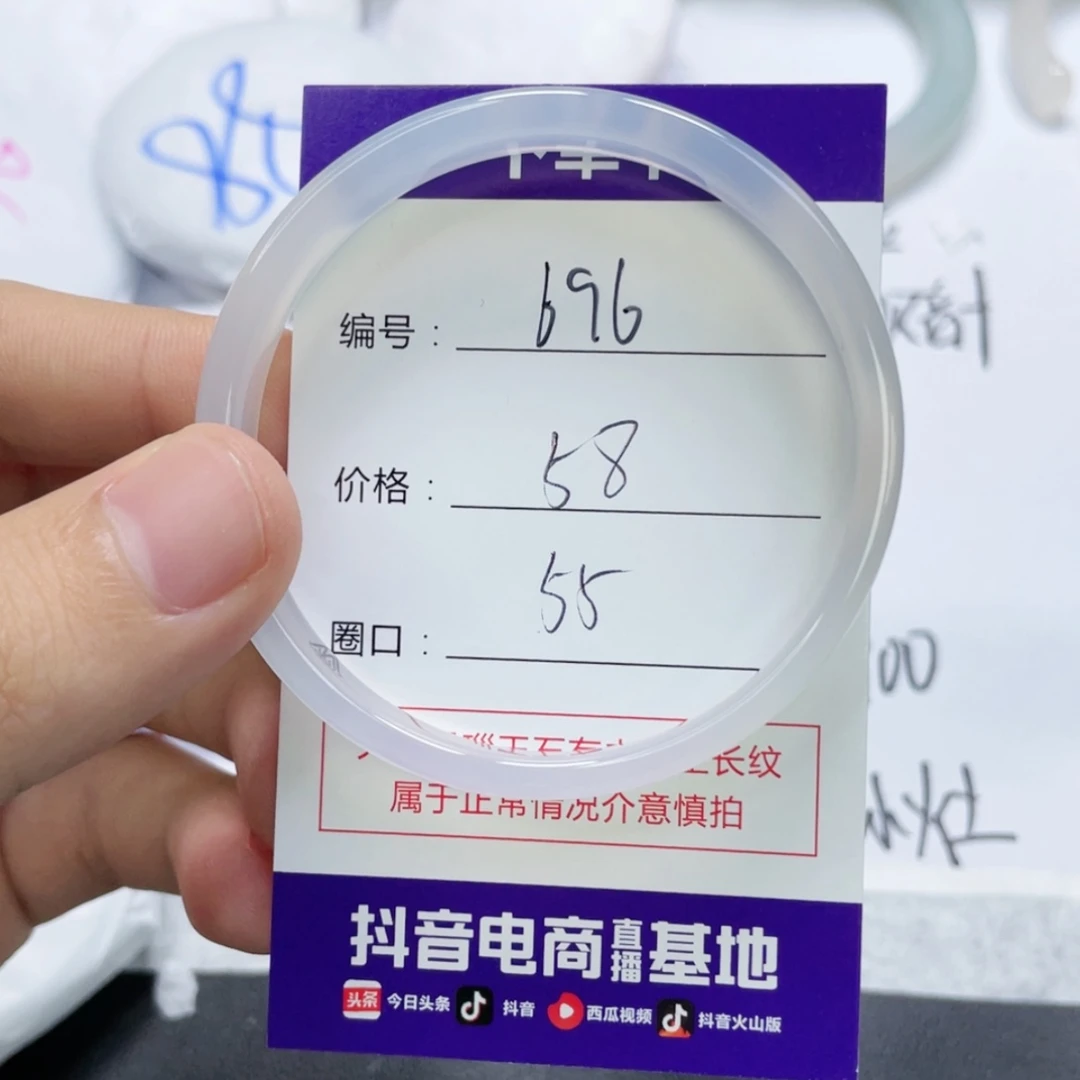 85
编号: 696
价格: 58
圈口: 55
长纹
属于正常情况介意慎拍
抖音电商直播基地
头条 今日头条 抖音 西瓜视频 抖音火山版
00